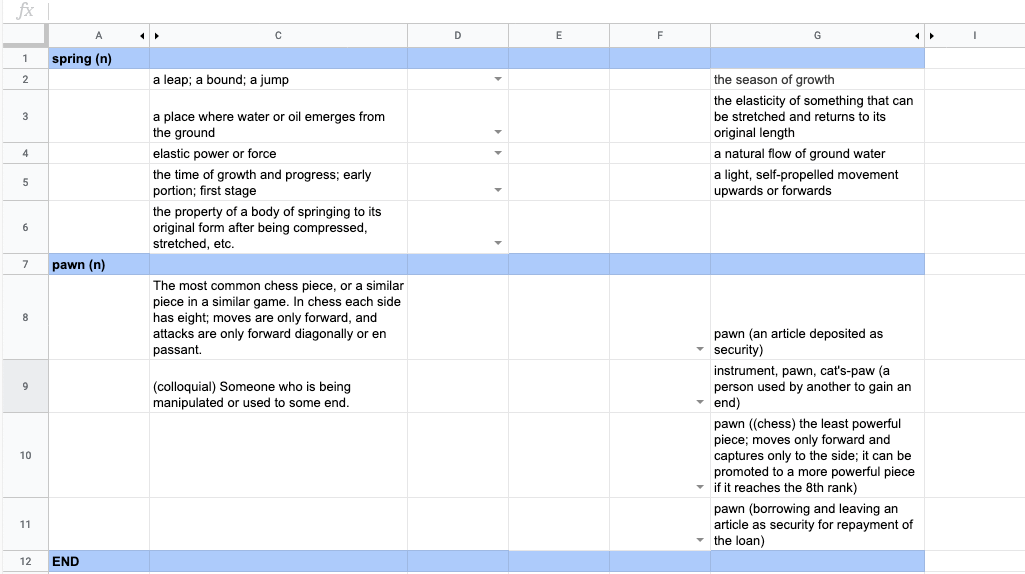 fx
A C D E F G I
1 spring (n)
2 a leap; a bound; a jump the season of growth
3 a place where water or oil emerges from
the ground
the elasticity of something that can
be stretched and returns to its
original length
4 elastic power or force a natural flow of ground water
5 the time of growth and progress; early
portion; first stage
a light, self-propelled movement
upwards or forwards
6 the property of a body of springing to its
original form after being compressed,
stretched, etc.
7 pawn (n)
8 The most common chess piece, or a similar
piece in a similar game. In chess each side
has eight; moves are only forward, and
attacks are only forward diagonally or en
passant.
pawn (an article deposited as
security)
9 (colloquial) Someone who is being
manipulated or used to some end.
instrument, pawn, cat's-paw (a
person used by another to gain an
end)
10 pawn ((chess) the least powerful
piece; moves only forward and
captures only to the side; it can be
promoted to a more powerful piece
if it reaches the 8th rank)
11 pawn (borrowing and leaving an
article as security for repayment of
the loan)
12 END